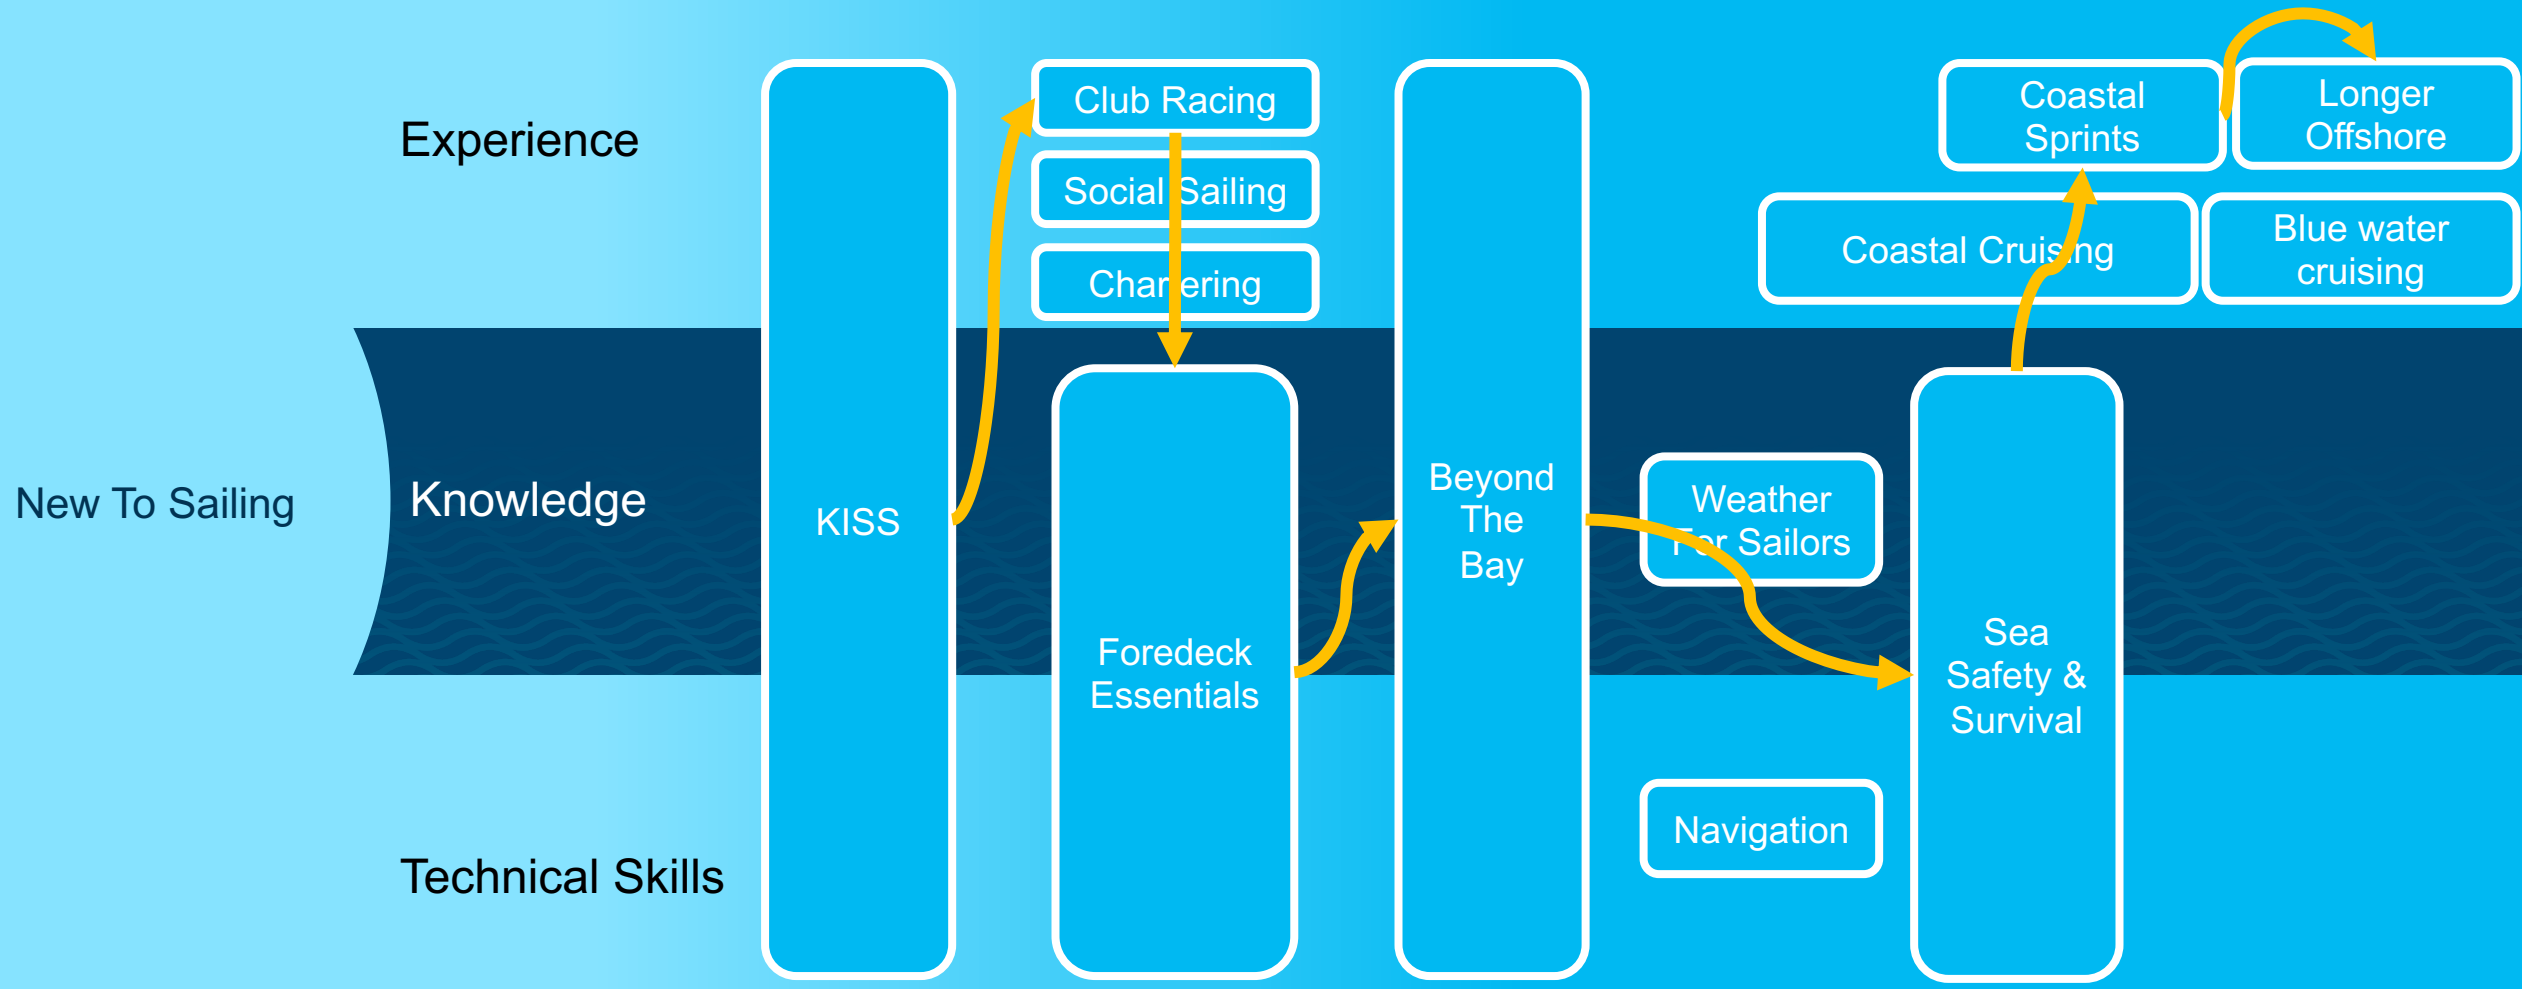 Experience
New To Sailing
Knowledge
Technical Skills
KISS
Club Racing
Social Sailing
Chartering
Foredeck
Essentials
Beyond
The
Bay
Weather
For Sailors
Navigation
Sea
Safety &
Survival
Coastal
Sprints
Longer
Offshore
Coastal Cruising
Blue water
cruising